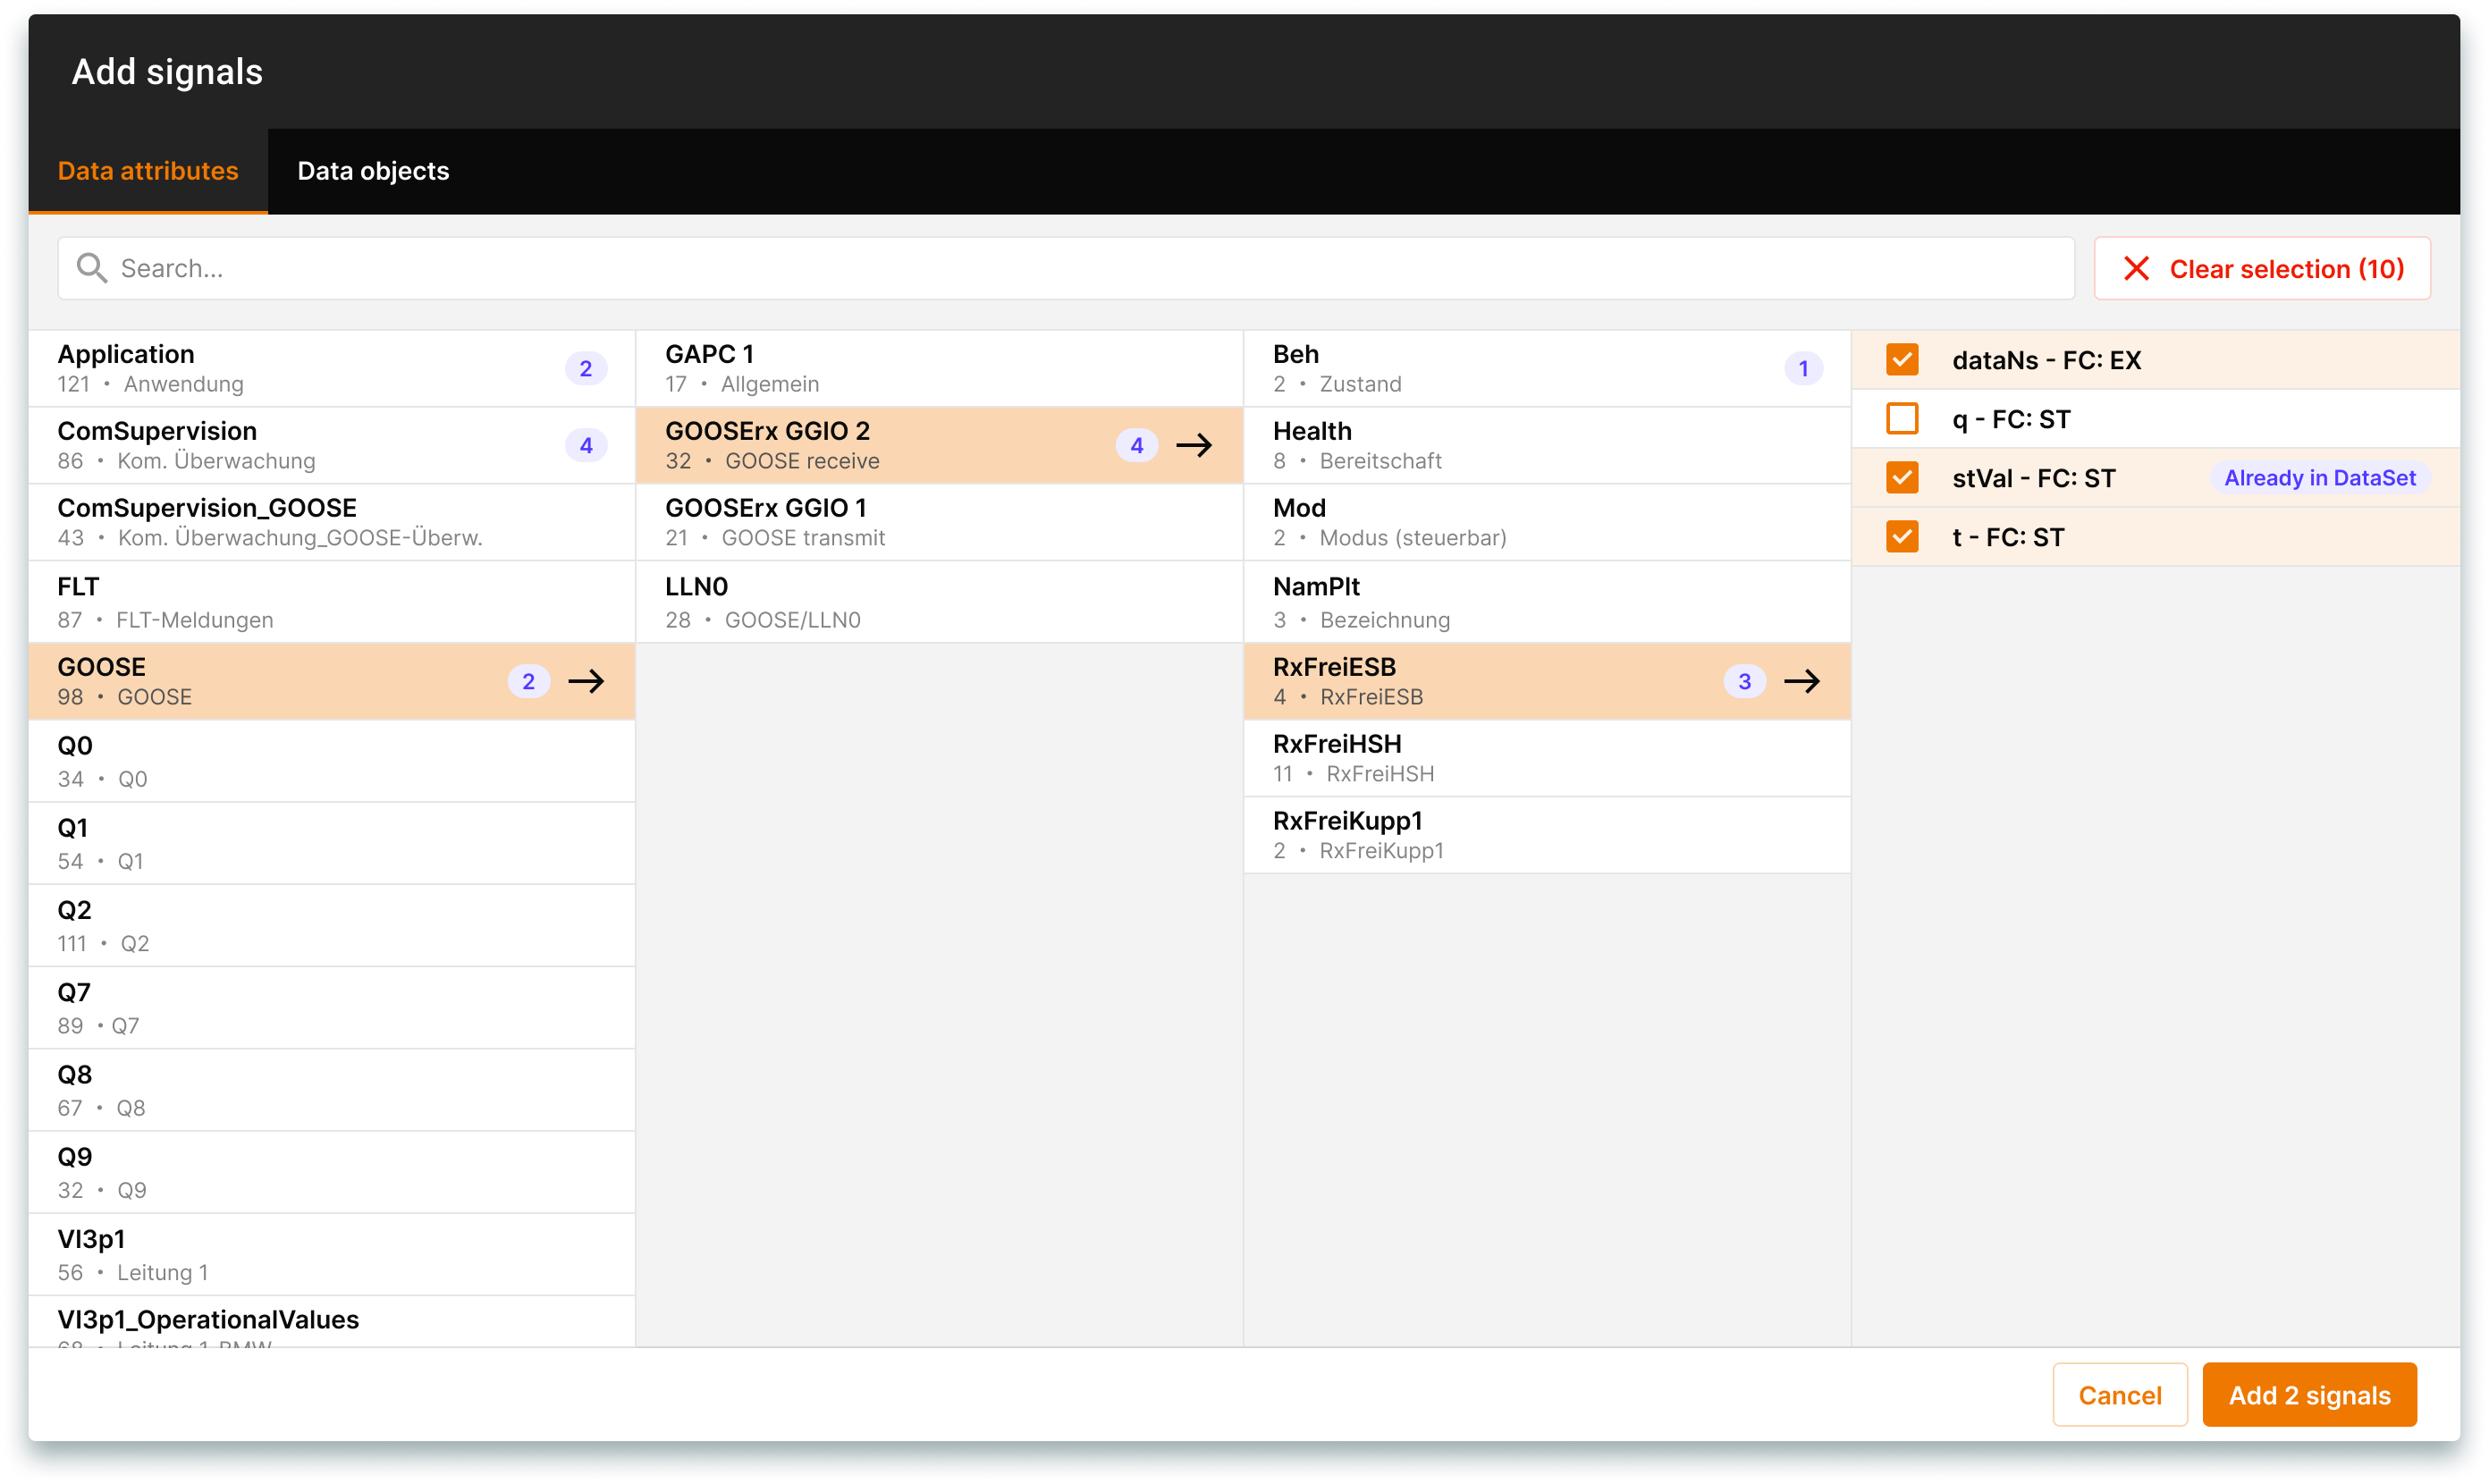 Add signals
Data attributes
Data objects
Search...
Clear selection (10)
Application
121 • Anwendung
2
ComSupervision
86 • Kom. Überwachung
4
ComSupervision_GOOSE
43 • Kom. Überwachung_GOOSE-Überw.
FLT
87 • FLT-Meldungen
GOOSE
98 • GOOSE
2
Q0
34 • Q0
Q1
54 • Q1
Q2
111 • Q2
Q7
89 • Q7
Q8
67 • Q8
Q9
32 • Q9
VI3p1
56 • Leitung 1
VI3p1_OperationalValues
68 • Leitung 1_BMW
GAPC 1
17 • Allgemein
GOOSErx GGIO 2
32 • GOOSE receive
4
GOOSErx GGIO 1
21 • GOOSE transmit
LLN0
28 • GOOSE/LLN0
Beh
2 • Zustand
1
Health
8 • Bereitschaft
Mod
2 • Modus (steuerbar)
NamPlt
3 • Bezeichnung
RxFreiESB
4 • RxFreiESB
3
RxFreiHSH
11 • RxFreiHSH
RxFreiKupp1
2 • RxFreiKupp1
dataNs - FC: EX
q - FC: ST
stVal - FC: ST
Already in DataSet
t - FC: ST
Cancel
Add 2 signals